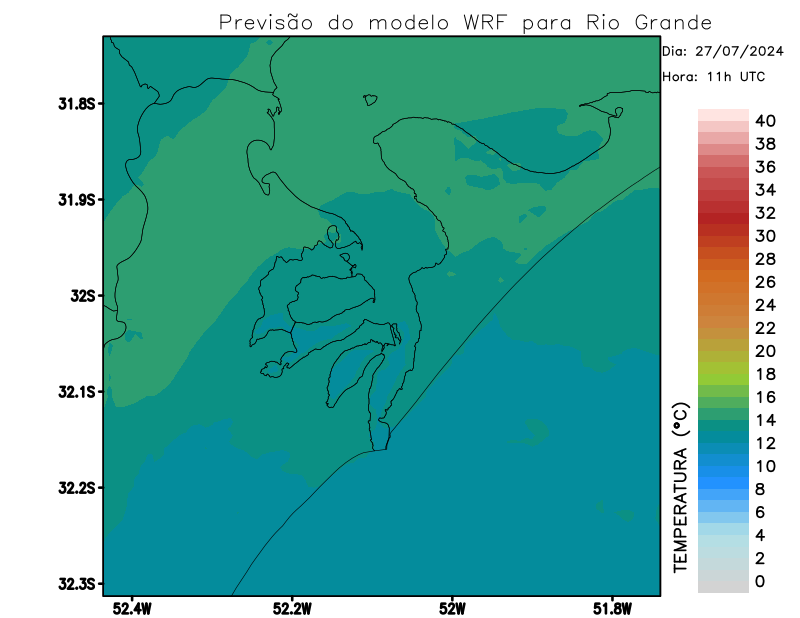 Previsão do modelo WRF para Rio Grande
Dia: 27/07/2024
Hora: 11h UTC
31.8S
31.9S
32S
32.1S
32.2S
32.3S
52.4W
52.2W
52W
51.8W
TEMPERATURA (°C)
40
38
36
34
32
30
28
26
24
22
20
18
16
14
12
10
8
6
4
2
0